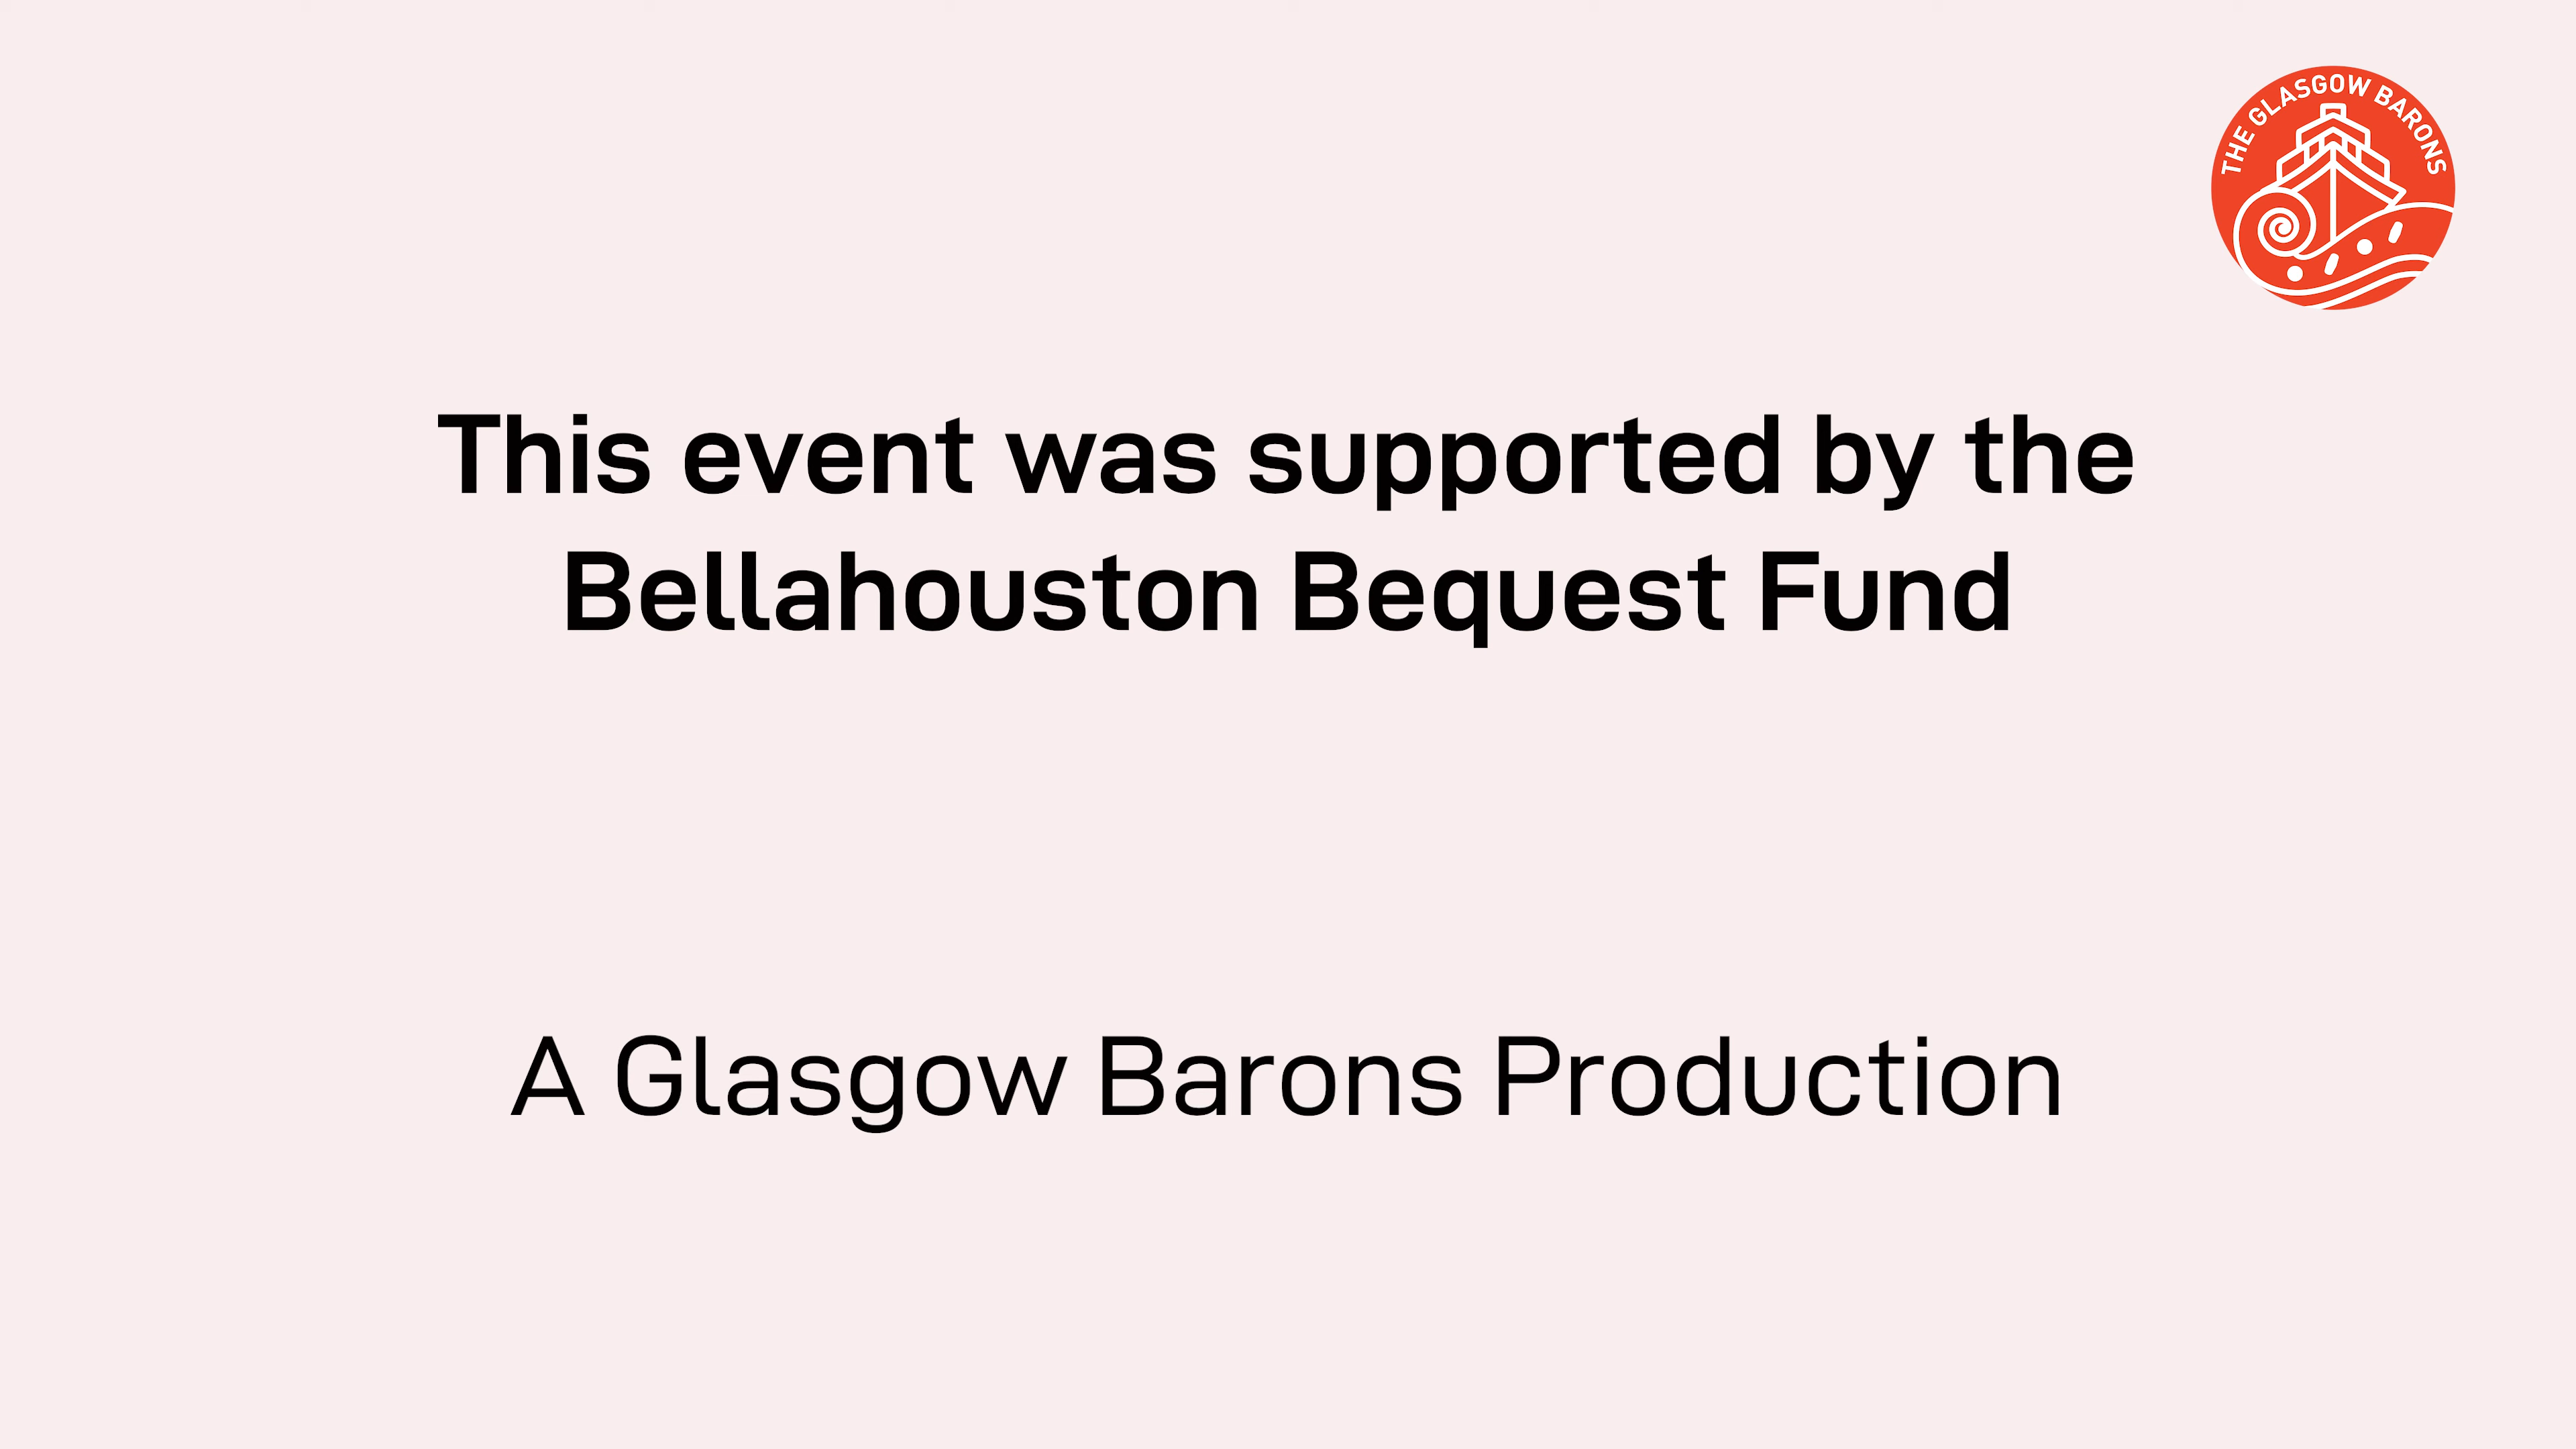 THE GLASGOW BARONS
This event was supported by the
Bellahouston Bequest Fund
A Glasgow Barons Production